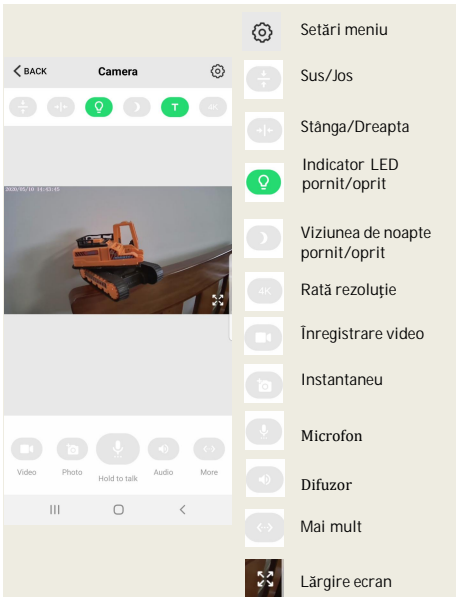 BACK
Camera
T
4K
2020/05/10 14:43:45
Video
Photo
Hold to talk
Audio
More
Setări meniu
Sus/Jos
Stânga/Dreapta
Indicator LED
pornit/oprit
Viziunea de noapte
pornit/oprit
4K
Rată rezoluție
Înregistrare video
Instantaneu
Microfon
Difuzor
Mai mult
Lărgire ecran